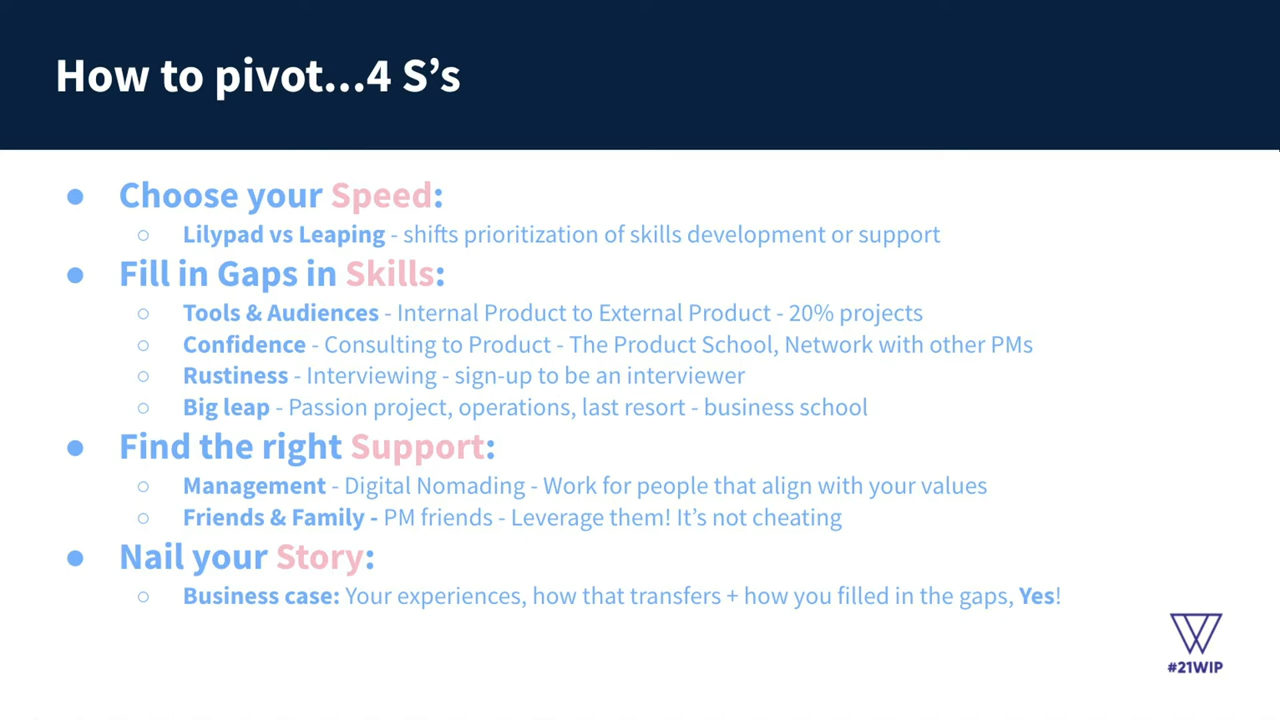 How to pivot...4 S’s
● Choose your Speed:
○ Lilypad vs Leaping - shifts prioritization of skills development or support
● Fill in Gaps in Skills:
○ Tools & Audiences - Internal Product to External Product - 20% projects
○ Confidence - Consulting to Product - The Product School, Network with other PMs
○ Rustiness - Interviewing - sign-up to be an interviewer
○ Big leap - Passion project, operations, last resort - business school
● Find the right Support:
○ Management - Digital Nomading - Work for people that align with your values
○ Friends & Family - PM friends - Leverage them! It’s not cheating
● Nail your Story:
○ Business case: Your experiences, how that transfers + how you filled in the gaps, Yes!
#21WIP